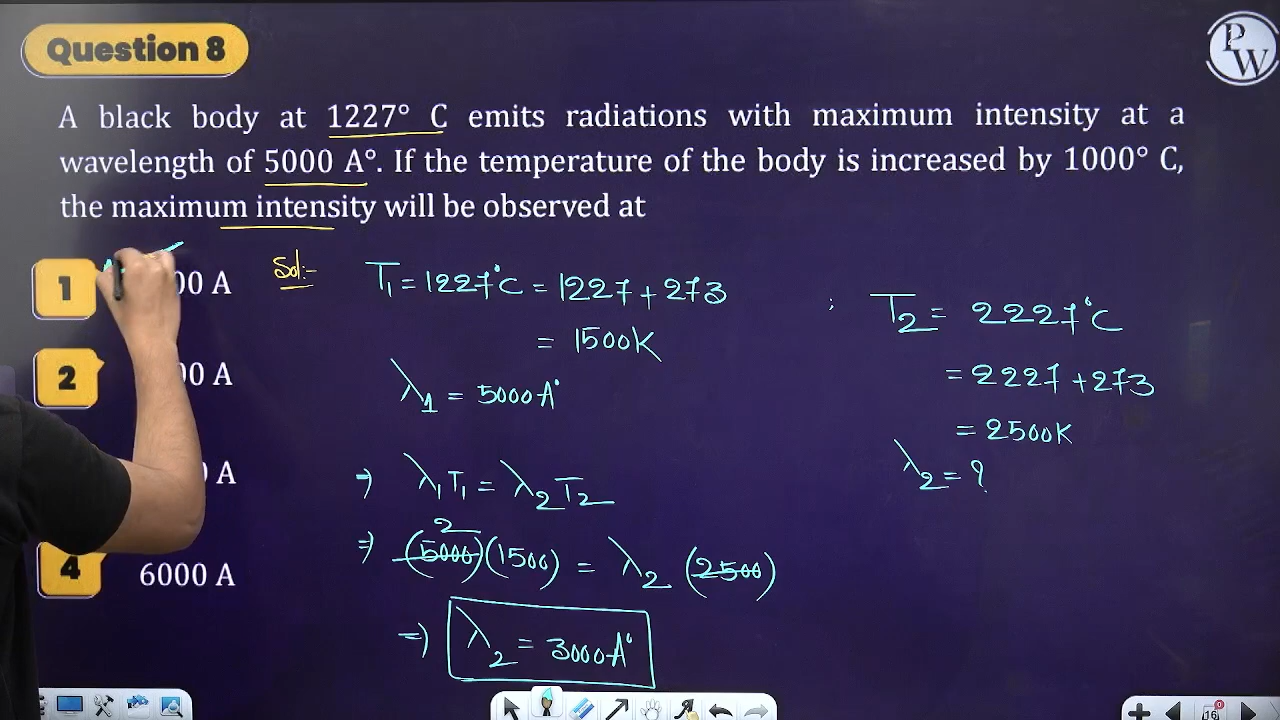 Question 8
PW
A black body at 1227° C emits radiations with maximum intensity at a
wavelength of 5000 A°. If the temperature of the body is increased by 1000° C,
the maximum intensity will be observed at
1
00 A
2
00 A
A
4
6000 A
Sol:-
T₁ = 1227°C = 1227 + 273
= 1500K
λ₁ = 5000A°
; T₂ = 2227°C
= 2227 + 273
= 2500K
λ₂ = ?
⇒ λ₁T₁ = λ₂T₂
2
⇒ (5000)(1500) = λ₂ (2500)
⇒ λ₂ = 3000A°
16